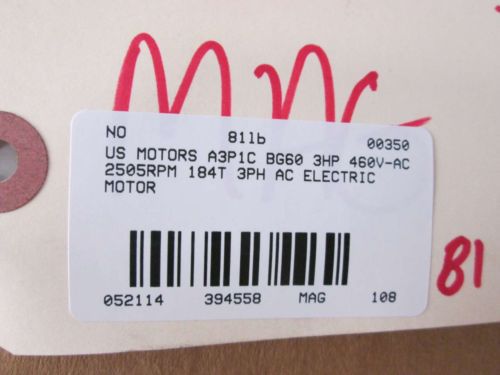 NO 81lb 00350
US MOTORS A3P1C BG60 3HP 460V-AC
2505RPM 184T 3PH AC ELECTRIC
MOTOR
052114 394558 MAG 108
81